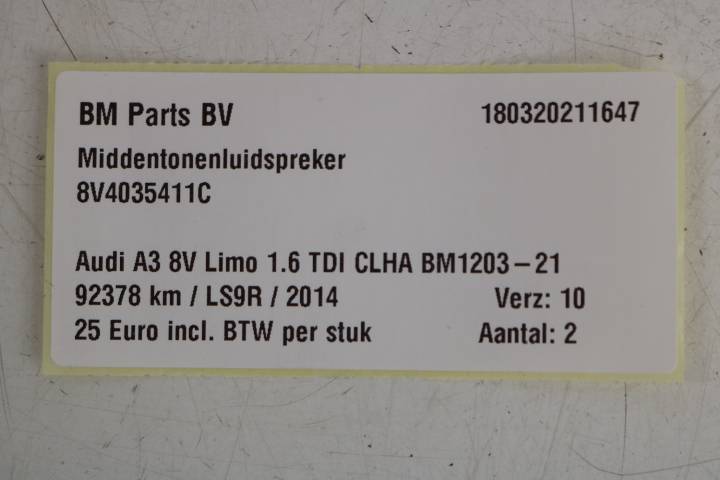 BM Parts BV 180320211647
Middentonenluidspreker
8V4035411C
Audi A3 8V Limo 1.6 TDI CLHA BM1203-21
92378 km / LS9R / 2014 Verz: 10
25 Euro incl. BTW per stuk Aantal: 2